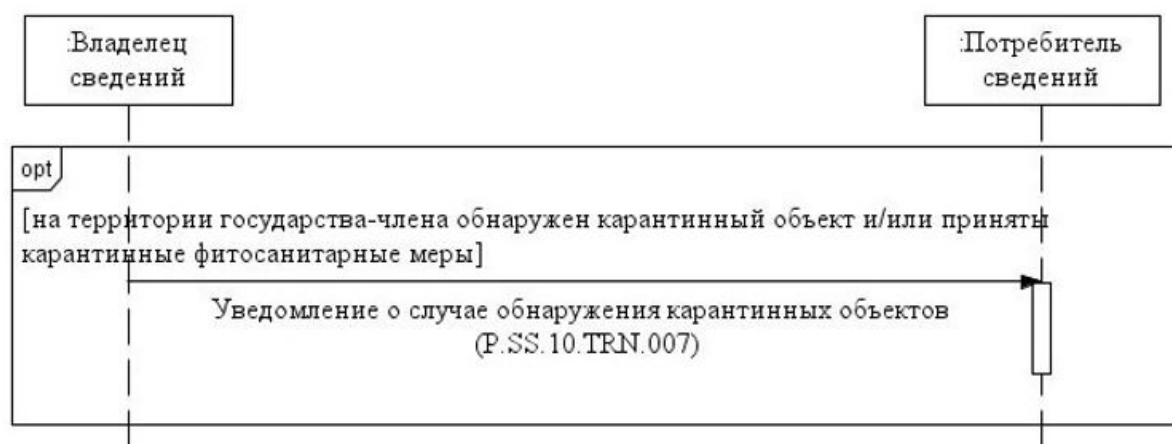 :Владелец
сведений
:Потребитель
сведений
opt
[на территории государства-члена обнаружен карантинный объект и/или приняты
карантинные фитосанитарные меры]
Уведомление о случае обнаружения карантинных объектов
(P.SS.10.TRN.007)